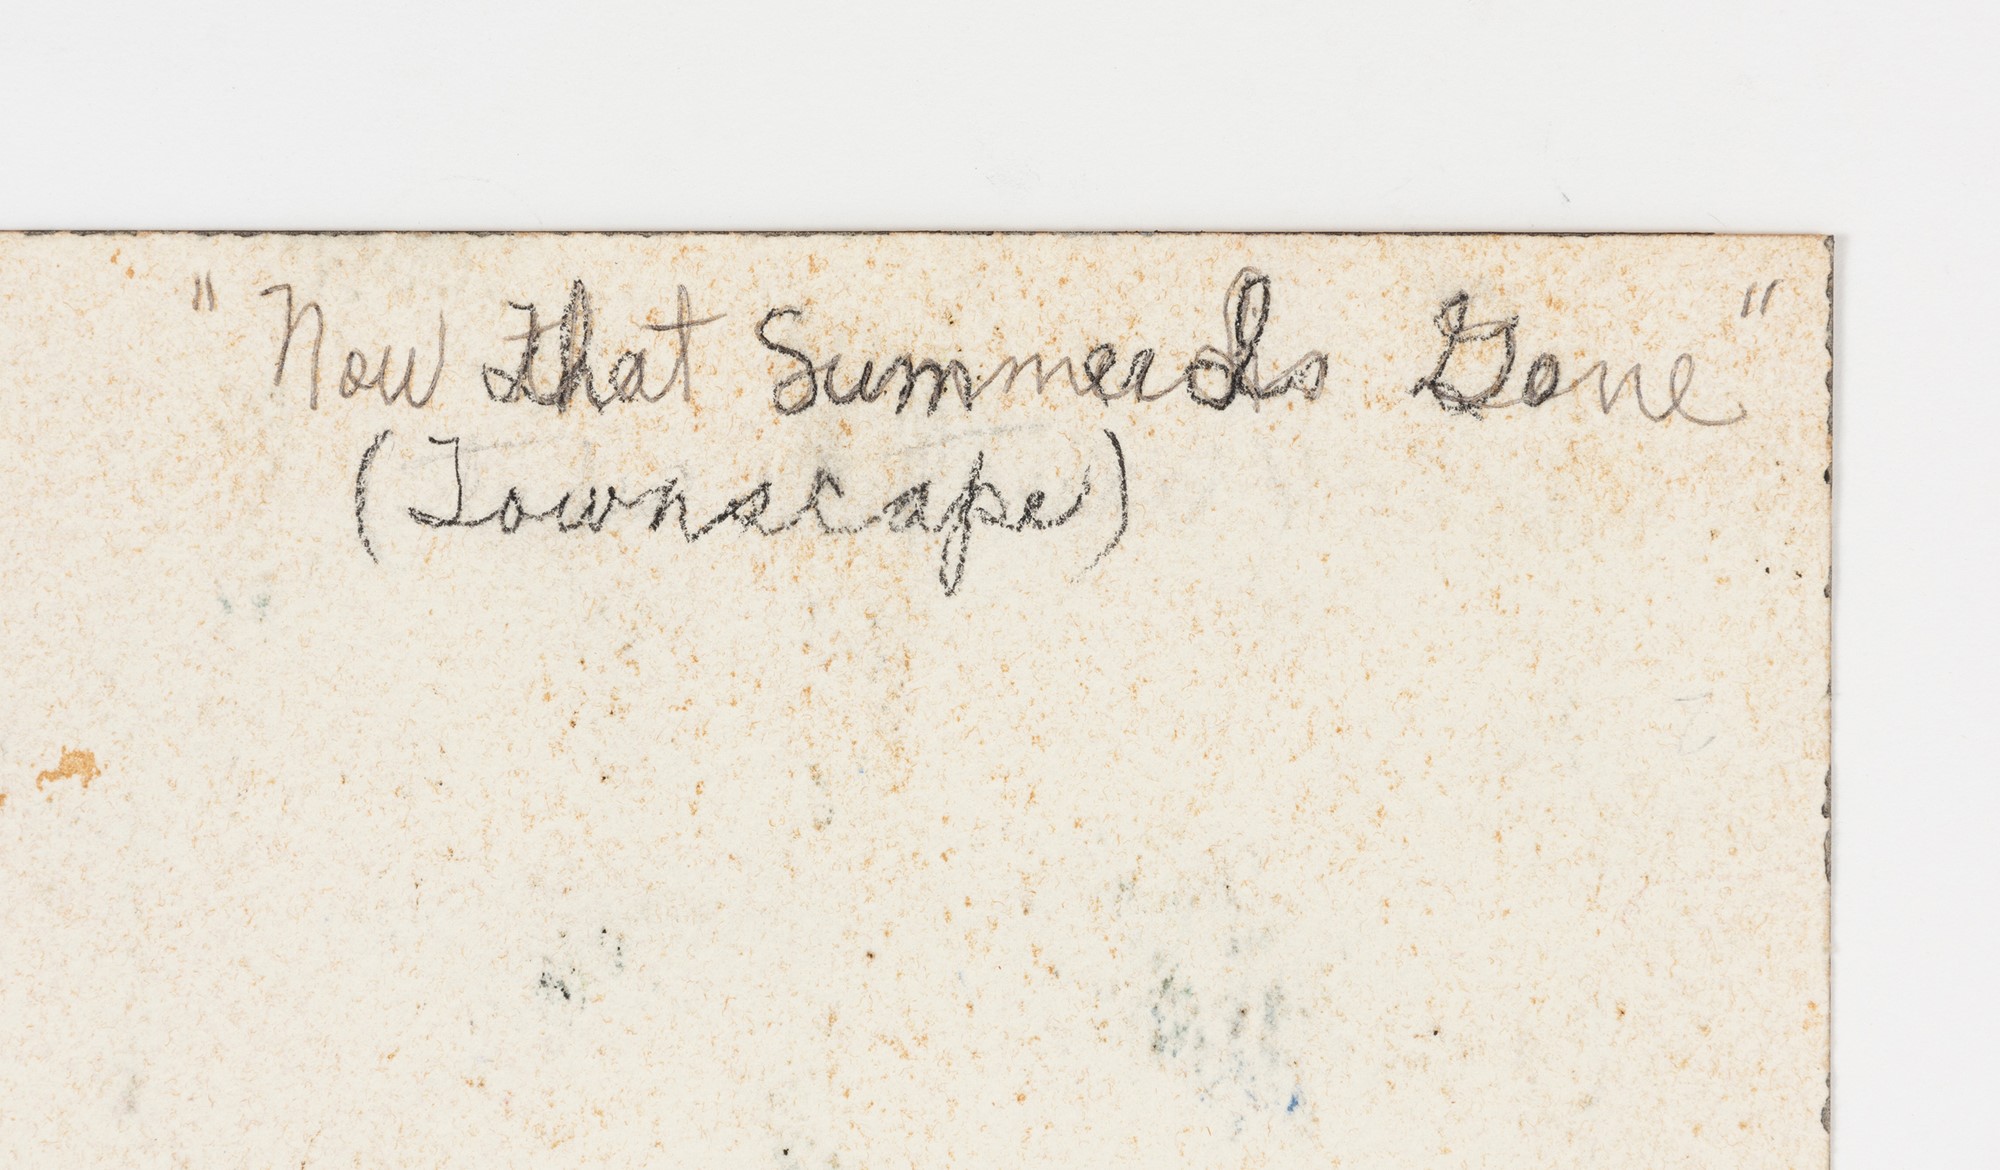 "Now that Summer Is Gone"
(Townscape)